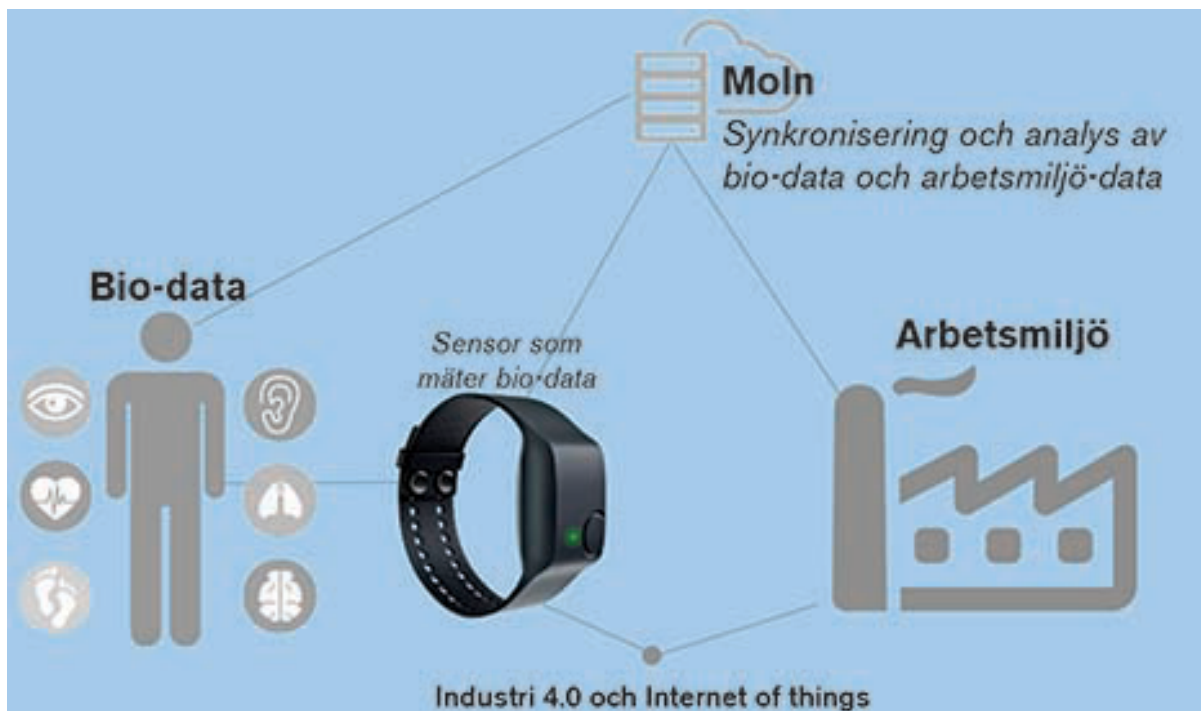 Moln
Synkronisering och analys av
bio-data och arbetsmiljö-data
Bio-data
Sensor som
mäter bio-data
Arbetsmiljö
Industri 4.0 och Internet of things